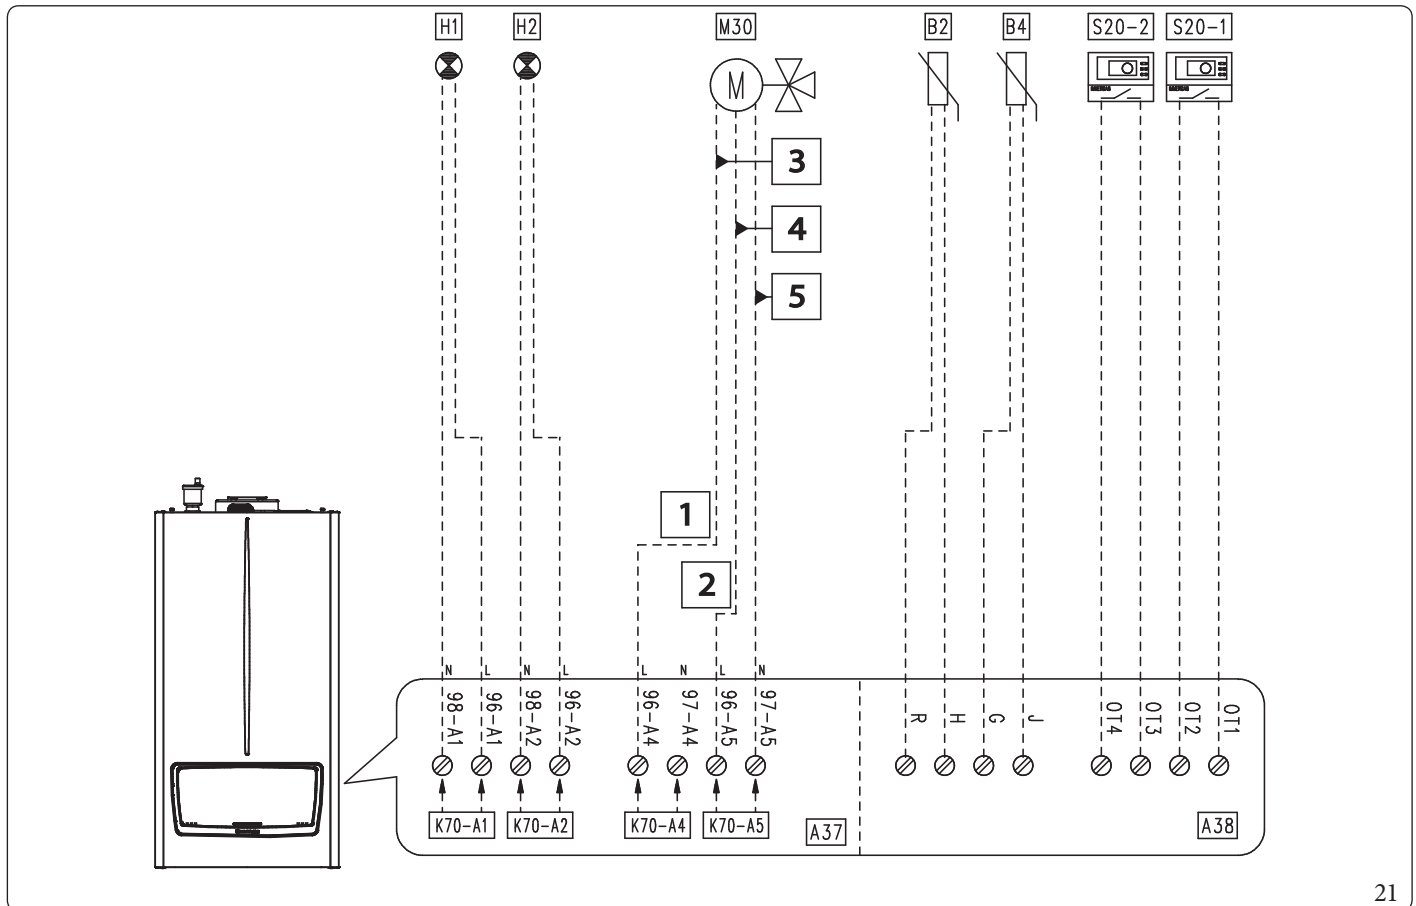 H1 H2 M30 B2 B4 S20-2 S20-1
M
3
4
5
1
2
N L N L L N L N
98-A1 96-A1 98-A2 96-A2 96-A4 97-A4 96-A5 97-A5 R H G J OT4 OT3 OT2 OT1
K70-A1 K70-A2 K70-A4 K70-A5 A37 A38
21